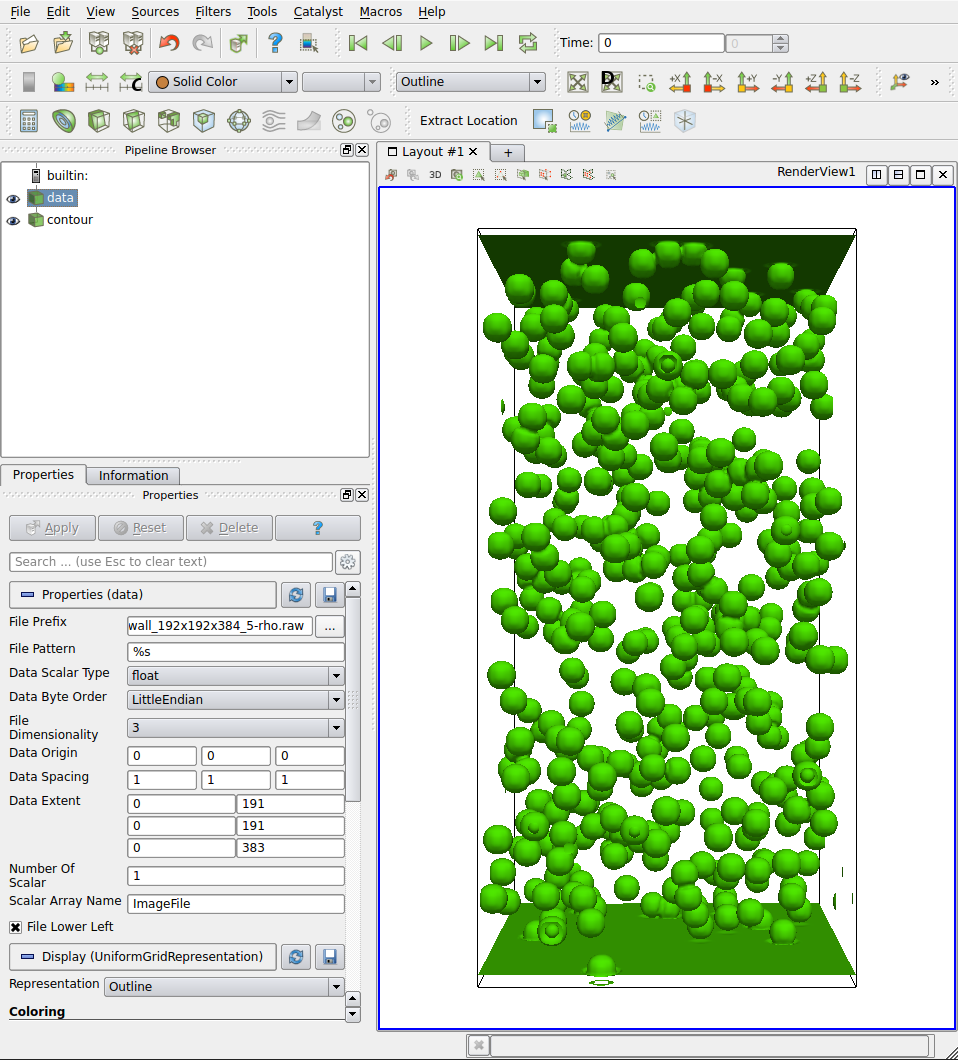 File Edit View Sources Filters Tools Catalyst Macros Help
Time: 0 0
Solid Color Outline +X -X +Y -Y +Z -Z »
Extract Location
Pipeline Browser
builtin:
data
contour
Properties Information
Properties
Apply Reset Delete ?
Search ... (use Esc to clear text)
Properties (data)
File Prefix wall_192x192x384_5-rho.raw ...
File Pattern %s
Data Scalar Type float
Data Byte Order LittleEndian
File
Dimensionality 3
Data Origin 0 0 0
Data Spacing 1 1 1
Data Extent 0 191
0 191
0 383
Number Of
Scalar 1
Scalar Array Name ImageFile
File Lower Left
Display (UniformGridRepresentation)
Representation Outline
Coloring
Layout #1 +
3D RenderView1